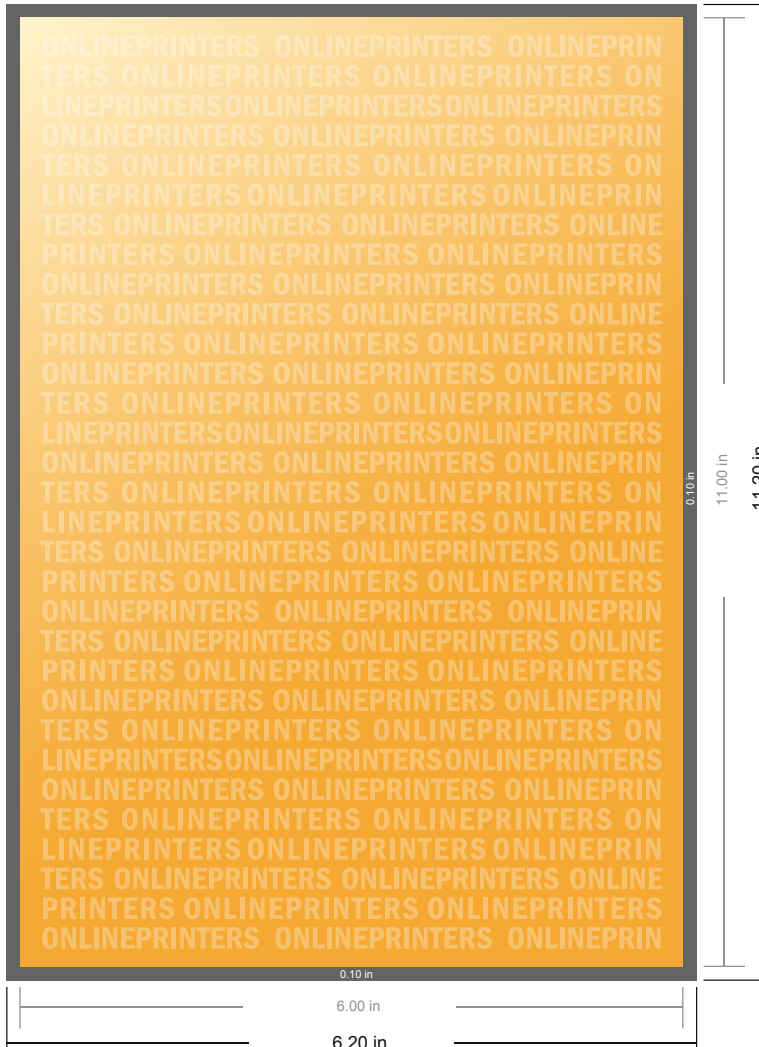 ONLINEPRINTERS ONLINEPRINTERS ONLINEPRIN
TERS ONLINEPRINTERS ONLINEPRINTERS ON
LINEPRINTERSONLINEPRINTERSONLINEPRINTERS
ONLINEPRINTERS ONLINEPRINTERS ONLINEPRIN
TERS ONLINEPRINTERS ONLINEPRINTERS ON
LINEPRINTERS ONLINEPRINTERS ONLINEPRIN
TERS ONLINEPRINTERS ONLINEPRINTERS ONLINE
PRINTERS ONLINEPRINTERS ONLINEPRINTERS
ONLINEPRINTERS ONLINEPRINTERS ONLINEPRIN
TERS ONLINEPRINTERS ONLINEPRINTERS ONLINE
PRINTERS ONLINEPRINTERS ONLINEPRINTERS
ONLINEPRINTERS ONLINEPRINTERS ONLINEPRIN
TERS ONLINEPRINTERS ONLINEPRINTERS ON
LINEPRINTERSONLINEPRINTERSONLINEPRINTERS
ONLINEPRINTERS ONLINEPRINTERS ONLINEPRIN
TERS ONLINEPRINTERS ONLINEPRINTERS ON
LINEPRINTERS ONLINEPRINTERS ONLINEPRIN
TERS ONLINEPRINTERS ONLINEPRINTERS ONLINE
PRINTERS ONLINEPRINTERS ONLINEPRINTERS
ONLINEPRINTERS ONLINEPRINTERS ONLINEPRIN
TERS ONLINEPRINTERS ONLINEPRINTERS ONLINE
PRINTERS ONLINEPRINTERS ONLINEPRINTERS
ONLINEPRINTERS ONLINEPRINTERS ONLINEPRIN
TERS ONLINEPRINTERS ONLINEPRINTERS ON
LINEPRINTERSONLINEPRINTERSONLINEPRINTERS
ONLINEPRINTERS ONLINEPRINTERS ONLINEPRIN
TERS ONLINEPRINTERS ONLINEPRINTERS ON
LINEPRINTERS ONLINEPRINTERS ONLINEPRIN
TERS ONLINEPRINTERS ONLINEPRINTERS ONLINE
PRINTERS ONLINEPRINTERS ONLINEPRINTERS
ONLINEPRINTERS ONLINEPRINTERS ONLINEPRIN
0.10 in
11.00 in
11.20 in
0.10 in
6.00 in
6.20 in